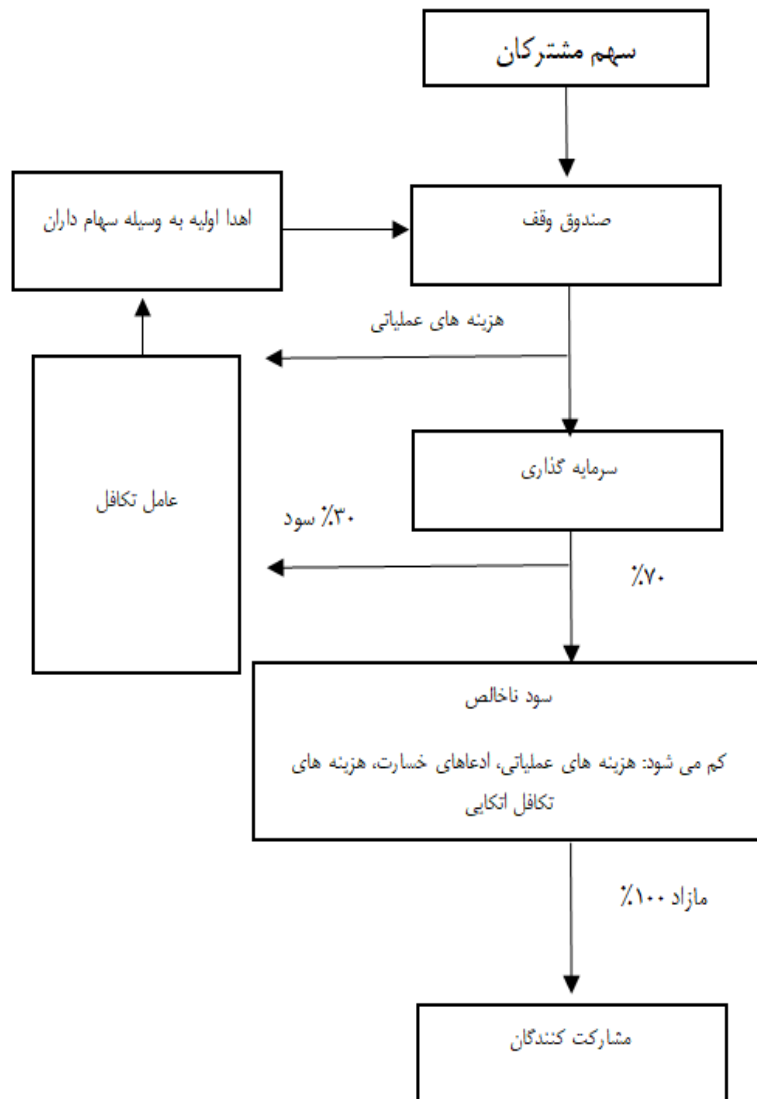 سهم مشترکان
صندوق وقف
اهدا اولیه به وسیله سهام داران
هزینه های عملیاتی
سرمایه گذاری
عامل تکافل
۳۰٪ سود
۷۰٪
سود ناخالص
کم می شود: هزینه های عملیاتی، ادعاهای خسارت، هزینه های
تکافل اتکایی
مازاد ۱۰۰٪
مشارکت کنندگان